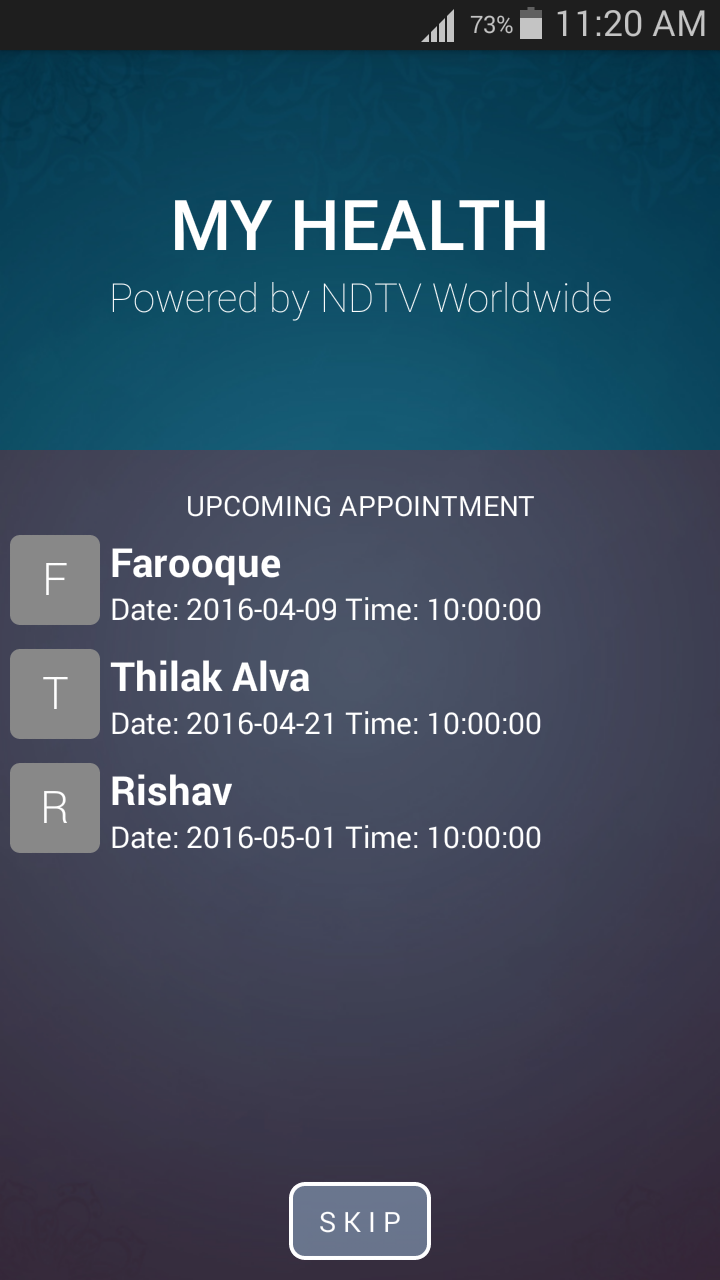 73% 11:20 AM
MY HEALTH
Powered by NDTV Worldwide
UPCOMING APPOINTMENT
F
Farooque
Date: 2016-04-09 Time: 10:00:00
T
Thilak Alva
Date: 2016-04-21 Time: 10:00:00
R
Rishav
Date: 2016-05-01 Time: 10:00:00
SKIP